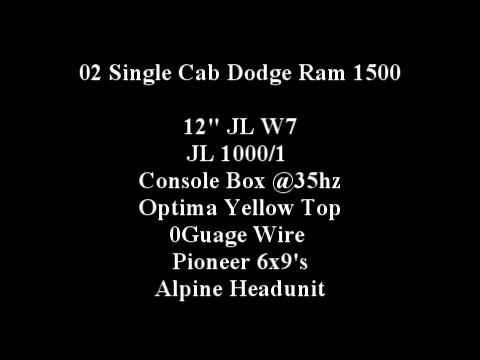 02 Single Cab Dodge Ram 1500
12" JL W7
JL 1000/1
Console Box @35hz
Optima Yellow Top
0Guage Wire
Pioneer 6x9's
Alpine Headunit